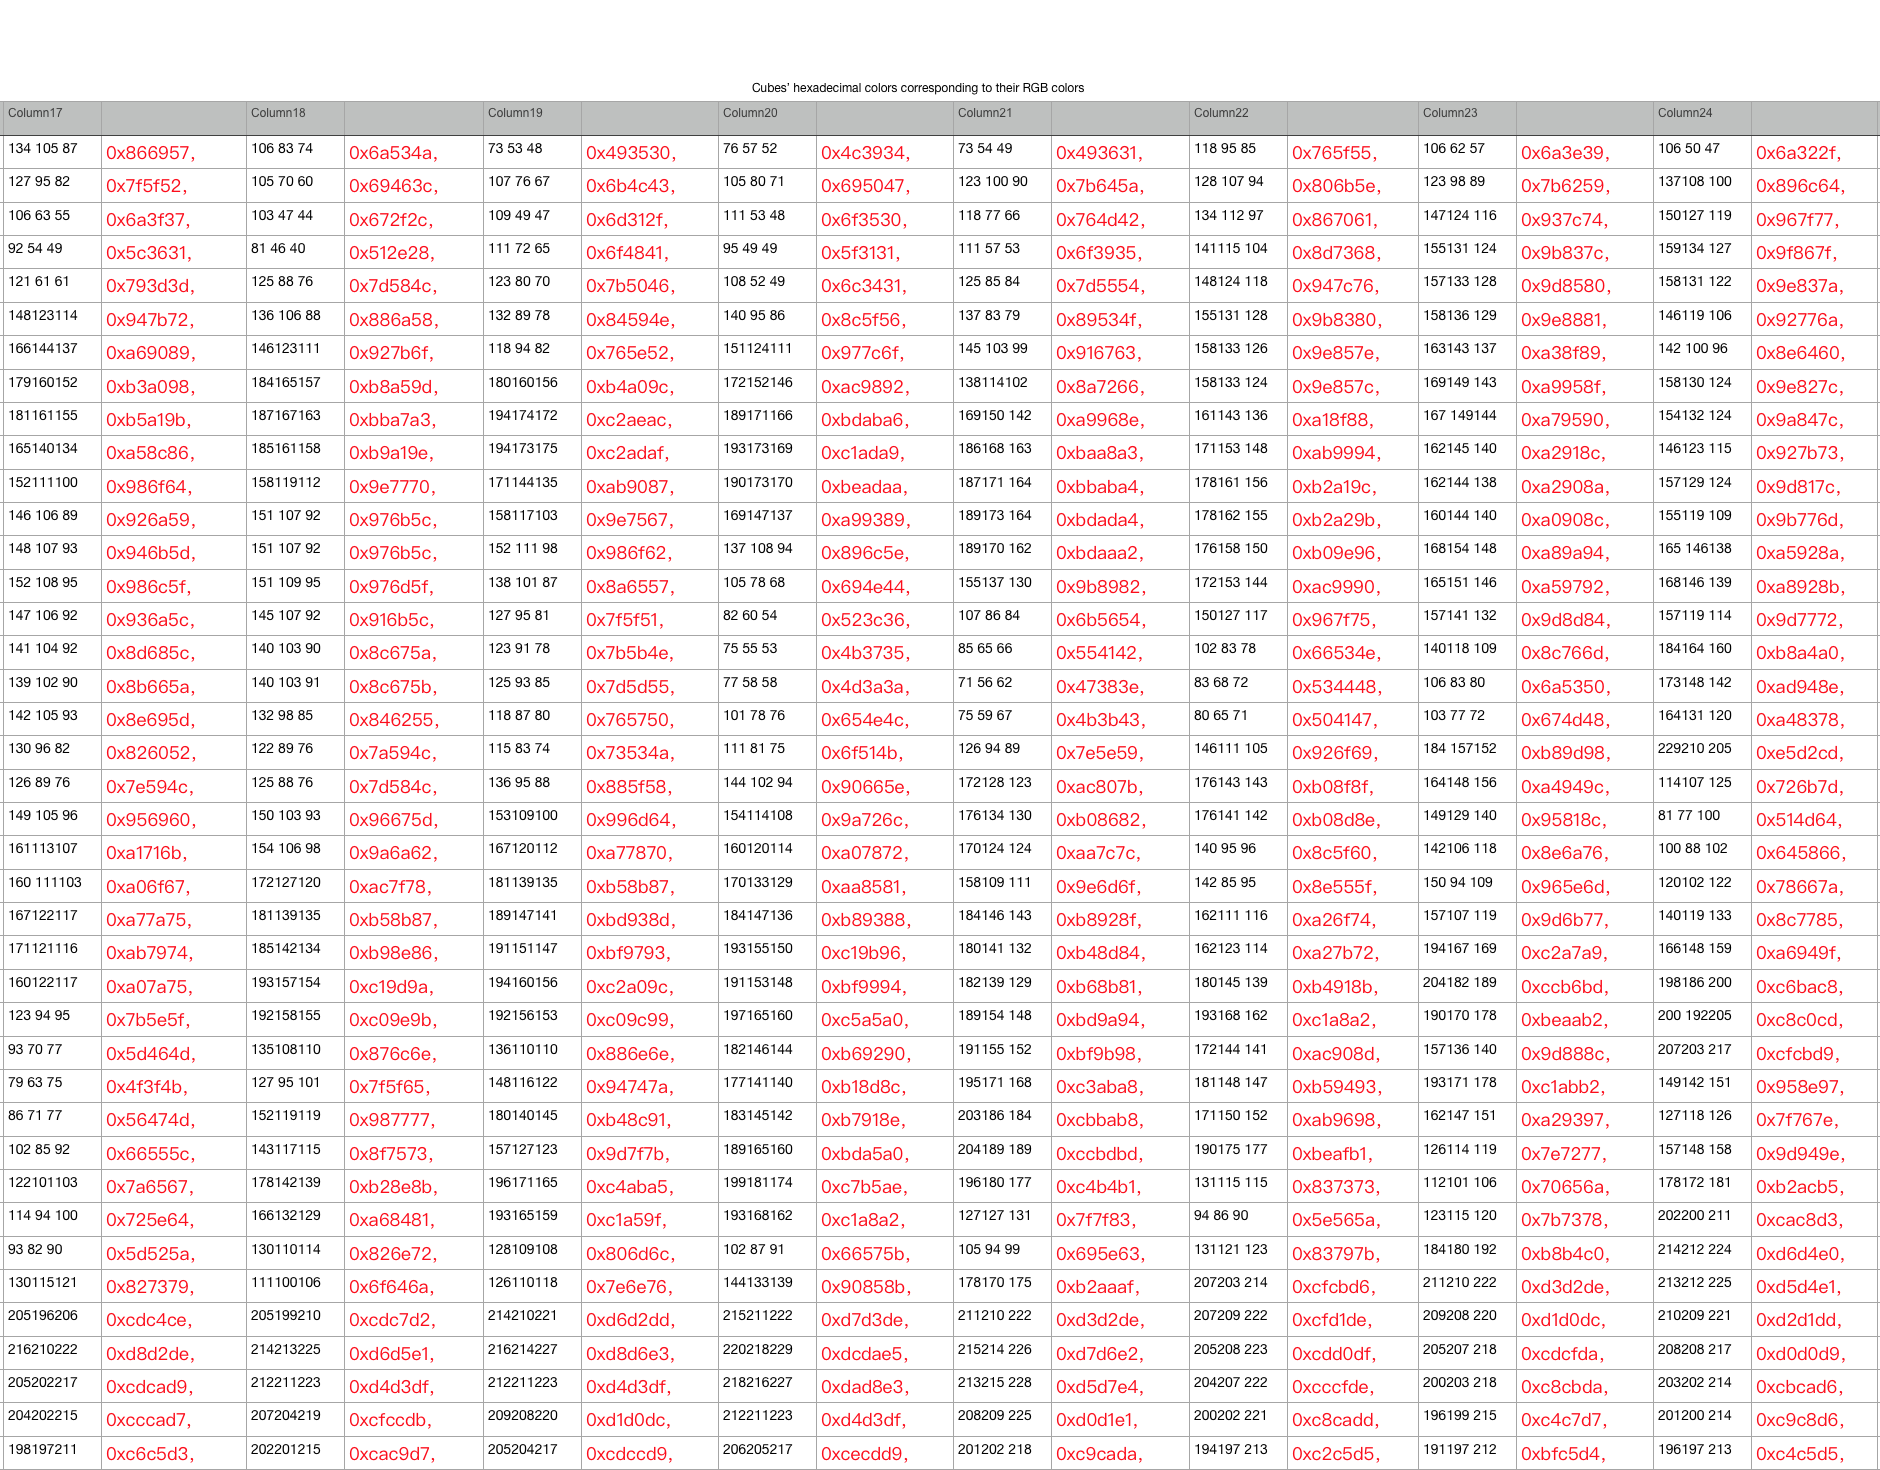 Cubes’ hexadecimal colors corresponding to their RGB colors
Column17 Column18 Column19 Column20 Column21 Column22 Column23 Column24
134 105 87 0x866957, 106 83 74 0x6a534a, 73 53 48 0x493530, 76 57 52 0x4c3934, 73 54 49 0x493631, 118 95 85 0x765f55, 106 62 57 0x6a3e39, 106 50 47 0x6a322f,
127 95 82 0x7f5f52, 105 70 60 0x69463c, 107 76 67 0x6b4c43, 105 80 71 0x695047, 123 100 90 0x7b645a, 128 107 94 0x806b5e, 123 98 89 0x7b6259, 137108 100 0x896c64,
106 63 55 0x6a3f37, 103 47 44 0x672f2c, 109 49 47 0x6d312f, 111 53 48 0x6f3530, 118 77 66 0x764d42, 134 112 97 0x867061, 147124 116 0x937c74, 150127 119 0x967f77,
92 54 49 0x5c3631, 81 46 40 0x512e28, 111 72 65 0x6f4841, 95 49 49 0x5f3131, 111 57 53 0x6f3935, 141115 104 0x8d7368, 155131 124 0x9b837c, 159134 127 0x9f867f,
121 61 61 0x793d3d, 125 88 76 0x7d584c, 123 80 70 0x7b5046, 108 52 49 0x6c3431, 125 85 84 0x7d5554, 148124 118 0x947c76, 157133 128 0x9d8580, 158131 122 0x9e837a,
148123114 0x947b72, 136 106 88 0x886a58, 132 89 78 0x84594e, 140 95 86 0x8c5f56, 137 83 79 0x89534f, 155131 128 0x9b8380, 158136 129 0x9e8881, 146119 106 0x92776a,
166144137 0xa69089, 146123111 0x927b6f, 118 94 82 0x765e52, 151124111 0x977c6f, 145 103 99 0x916763, 158133 126 0x9e857e, 163143 137 0xa38f89, 142 100 96 0x8e6460,
179160152 0xb3a098, 184165157 0xb8a59d, 180160156 0xb4a09c, 172152146 0xac9892, 138114102 0x8a7266, 158133 124 0x9e857c, 169149 143 0xa9958f, 158130 124 0x9e827c,
181161155 0xb5a19b, 187167163 0xbba7a3, 194174172 0xc2aeac, 189171166 0xbdaba6, 169150 142 0xa9968e, 161143 136 0xa18f88, 167 149144 0xa79590, 154132 124 0x9a847c,
165140134 0xa58c86, 185161158 0xb9a19e, 194173175 0xc2adaf, 193173169 0xc1ada9, 186168 163 0xbaa8a3, 171153 148 0xab9994, 162145 140 0xa2918c, 146123 115 0x927b73,
152111100 0x986f64, 158119112 0x9e7770, 171144135 0xab9087, 190173170 0xbeadaa, 187171 164 0xbbaba4, 178161 156 0xb2a19c, 162144 138 0xa2908a, 157129 124 0x9d817c,
146 106 89 0x926a59, 151 107 92 0x976b5c, 158117103 0x9e7567, 169147137 0xa99389, 189173 164 0xbdada4, 178162 155 0xb2a29b, 160144 140 0xa0908c, 155119 109 0x9b776d,
148 107 93 0x946b5d, 151 107 92 0x976b5c, 152 111 98 0x986f62, 137 108 94 0x896c5e, 189170 162 0xbdaaa2, 176158 150 0xb09e96, 168154 148 0xa89a94, 165 146138 0xa5928a,
152 108 95 0x986c5f, 151 109 95 0x976d5f, 138 101 87 0x8a6557, 105 78 68 0x694e44, 155137 130 0x9b8982, 172153 144 0xac9990, 165151 146 0xa59792, 168146 139 0xa8928b,
147 106 92 0x936a5c, 145 107 92 0x916b5c, 127 95 81 0x7f5f51, 82 60 54 0x523c36, 107 86 84 0x6b5654, 150127 117 0x967f75, 157141 132 0x9d8d84, 157119 114 0x9d7772,
141 104 92 0x8d685c, 140 103 90 0x8c675a, 123 91 78 0x7b5b4e, 75 55 53 0x4b3735, 85 65 66 0x554142, 102 83 78 0x66534e, 140118 109 0x8c766d, 184164 160 0xb8a4a0,
139 102 90 0x8b665a, 140 103 91 0x8c675b, 125 93 85 0x7d5d55, 77 58 58 0x4d3a3a, 71 56 62 0x47383e, 83 68 72 0x534448, 106 83 80 0x6a5350, 173148 142 0xad948e,
142 105 93 0x8e695d, 132 98 85 0x846255, 118 87 80 0x765750, 101 78 76 0x654e4c, 75 59 67 0x4b3b43, 80 65 71 0x504147, 103 77 72 0x674d48, 164131 120 0xa48378,
130 96 82 0x826052, 122 89 76 0x7a594c, 115 83 74 0x73534a, 111 81 75 0x6f514b, 126 94 89 0x7e5e59, 146111 105 0x926f69, 184 157152 0xb89d98, 229210 205 0xe5d2cd,
126 89 76 0x7e594c, 125 88 76 0x7d584c, 136 95 88 0x885f58, 144 102 94 0x90665e, 172128 123 0xac807b, 176143 143 0xb08f8f, 164148 156 0xa4949c, 114107 125 0x726b7d,
149 105 96 0x956960, 150 103 93 0x96675d, 153109100 0x996d64, 154114108 0x9a726c, 176134 130 0xb08682, 176141 142 0xb08d8e, 149129 140 0x95818c, 81 77 100 0x514d64,
161113107 0xa1716b, 154 106 98 0x9a6a62, 167120112 0xa77870, 160120114 0xa07872, 170124 124 0xaa7c7c, 140 95 96 0x8c5f60, 142106 118 0x8e6a76, 100 88 102 0x645866,
160 111103 0xa06f67, 172127120 0xac7f78, 181139135 0xb58b87, 170133129 0xaa8581, 158109 111 0x9e6d6f, 142 85 95 0x8e555f, 150 94 109 0x965e6d, 120102 122 0x78667a,
167122117 0xa77a75, 181139135 0xb58b87, 189147141 0xbd938d, 184147136 0xb89388, 184146 143 0xb8928f, 162111 116 0xa26f74, 157107 119 0x9d6b77, 140119 133 0x8c7785,
171121116 0xab7974, 185142134 0xb98e86, 191151147 0xbf9793, 193155150 0xc19b96, 180141 132 0xb48d84, 162123 114 0xa27b72, 194167 169 0xc2a7a9, 166148 159 0xa6949f,
160122117 0xa07a75, 193157154 0xc19d9a, 194160156 0xc2a09c, 191153148 0xbf9994, 182139 129 0xb68b81, 180145 139 0xb4918b, 204182 189 0xccb6bd, 198186 200 0xc6bac8,
123 94 95 0x7b5e5f, 192158155 0xc09e9b, 192156153 0xc09c99, 197165160 0xc5a5a0, 189154 148 0xbd9a94, 193168 162 0xc1a8a2, 190170 178 0xbeaab2, 200 192205 0xc8c0cd,
93 70 77 0x5d464d, 135108110 0x876c6e, 136110110 0x886e6e, 182146144 0xb69290, 191155 152 0xbf9b98, 172144 141 0xac908d, 157136 140 0x9d888c, 207203 217 0xcfcbd9,
79 63 75 0x4f3f4b, 127 95 101 0x7f5f65, 148116122 0x94747a, 177141140 0xb18d8c, 195171 168 0xc3aba8, 181148 147 0xb59493, 193171 178 0xc1abb2, 149142 151 0x958e97,
86 71 77 0x56474d, 152119119 0x987777, 180140145 0xb48c91, 183145142 0xb7918e, 203186 184 0xcbbab8, 171150 152 0xab9698, 162147 151 0xa29397, 127118 126 0x7f767e,
102 85 92 0x66555c, 143117115 0x8f7573, 157127123 0x9d7f7b, 189165160 0xbda5a0, 204189 189 0xccbdbd, 190175 177 0xbeafb1, 126114 119 0x7e7277, 157148 158 0x9d949e,
122101103 0x7a6567, 178142139 0xb28e8b, 196171165 0xc4aba5, 199181174 0xc7b5ae, 196180 177 0xc4b4b1, 131115 115 0x837373, 112101 106 0x70656a, 178172 181 0xb2acb5,
114 94 100 0x725e64, 166132129 0xa68481, 193165159 0xc1a59f, 193168162 0xc1a8a2, 127127 131 0x7f7f83, 94 86 90 0x5e565a, 123115 120 0x7b7378, 202200 211 0xcac8d3,
93 82 90 0x5d525a, 130110114 0x826e72, 128109108 0x806d6c, 102 87 91 0x66575b, 105 94 99 0x695e63, 131121 123 0x83797b, 184180 192 0xb8b4c0, 214212 224 0xd6d4e0,
130115121 0x827379, 111100106 0x6f646a, 126110118 0x7e6e76, 144133139 0x90858b, 178170 175 0xb2aaaf, 207203 214 0xcfcbd6, 211210 222 0xd3d2de, 213212 225 0xd5d4e1,
205196206 0xcdc4ce, 205199210 0xcdc7d2, 214210221 0xd6d2dd, 215211222 0xd7d3de, 211210 222 0xd3d2de, 207209 222 0xcfd1de, 209208 220 0xd1d0dc, 210209 221 0xd2d1dd,
216210222 0xd8d2de, 214213225 0xd6d5e1, 216214227 0xd8d6e3, 220218229 0xdcdae5, 215214 226 0xd7d6e2, 205208 223 0xcdd0df, 205207 218 0xcdcfda, 208208 217 0xd0d0d9,
205202217 0xcdcad9, 212211223 0xd4d3df, 212211223 0xd4d3df, 218216227 0xdad8e3, 213215 228 0xd5d7e4, 204207 222 0xcccfde, 200203 218 0xc8cbda, 203202 214 0xcbcad6,
204202215 0xcccad7, 207204219 0xcfccdb, 209208220 0xd1d0dc, 212211223 0xd4d3df, 208209 225 0xd0d1e1, 200202 221 0xc8cadd, 196199 215 0xc4c7d7, 201200 214 0xc9c8d6,
198197211 0xc6c5d3, 202201215 0xcac9d7, 205204217 0xcdccd9, 206205217 0xcecdd9, 201202 218 0xc9cada, 194197 213 0xc2c5d5, 191197 212 0xbfc5d4, 196197 213 0xc4c5d5,